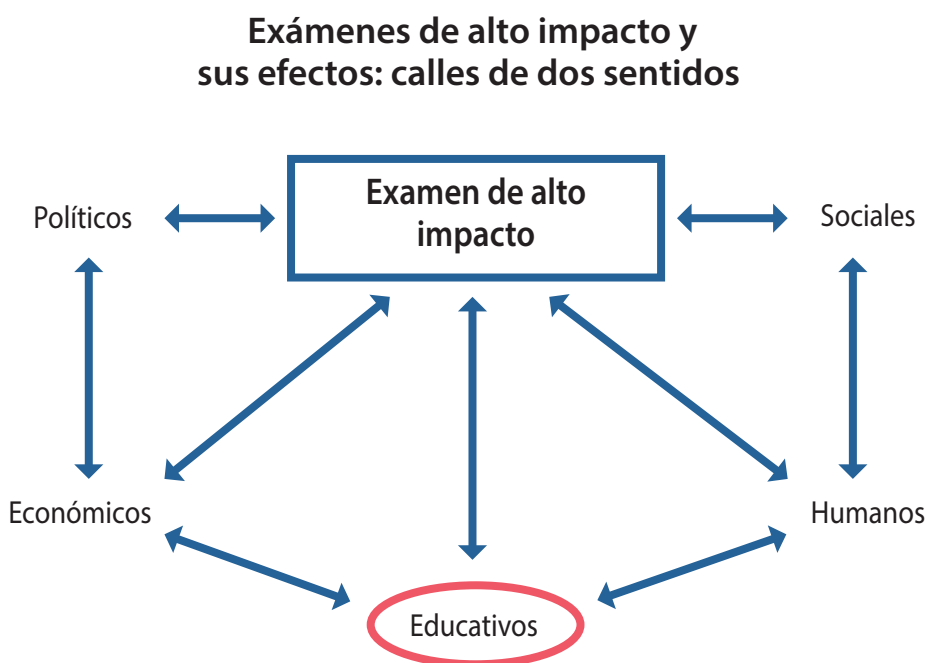 Exámenes de alto impacto y
sus efectos: calles de dos sentidos
Examen de alto
impacto
Políticos
Sociales
Económicos
Humanos
Educativos